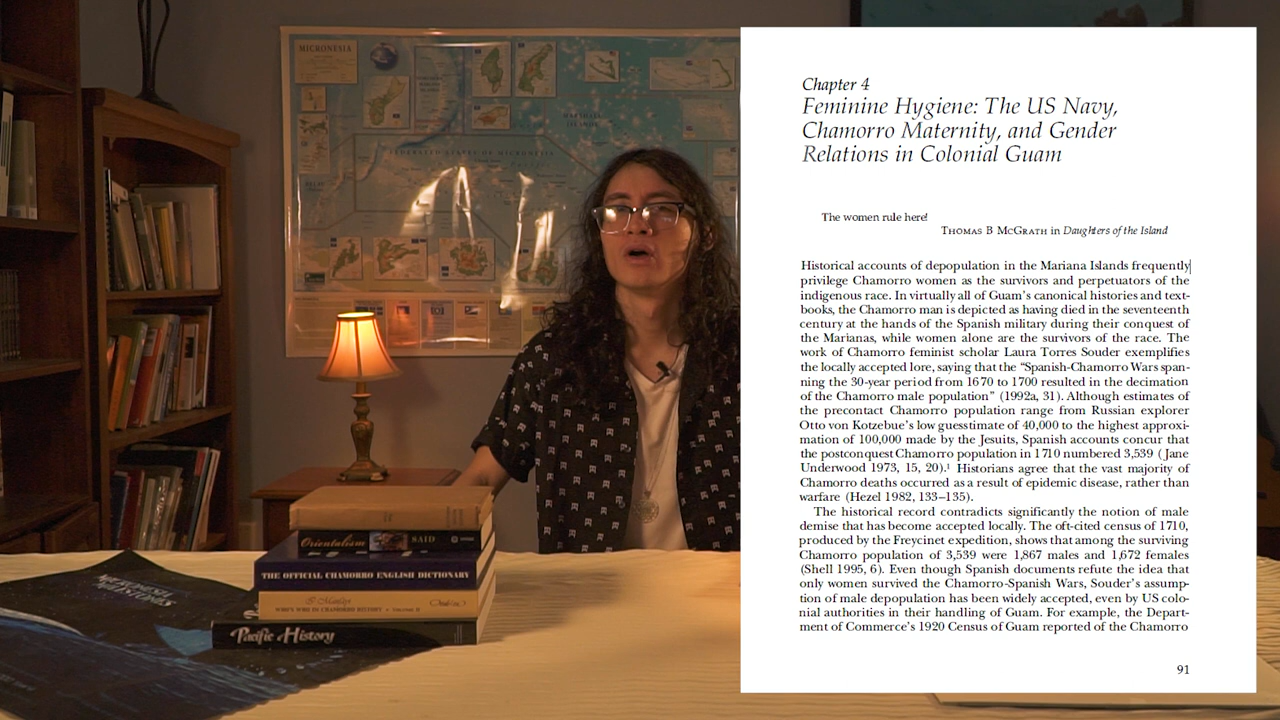 MICRONESIA
MARSHALL
ISLANDS
FEDERATED STATES OF MICRONESIA
Orientalism SAID
THE OFFICIAL CHAMORRO ENGLISH DICTIONARY
WHO'S WHO IN CHAMORRO HISTORY • VOLUME II
Pacific History
Chapter 4
Feminine Hygiene: The US Navy,
Chamorro Maternity, and Gender
Relations in Colonial Guam
The women rule here!
THOMAS B MCGRATH in Daughters of the Island
Historical accounts of depopulation in the Mariana Islands frequently
privilege Chamorro women as the survivors and perpetuators of the
indigenous race. In virtually all of Guam's canonical histories and text-
books, the Chamorro man is depicted as having died in the seventeenth
century at the hands of the Spanish military during their conquest of
the Marianas, while women alone are the survivors of the race. The
work of Chamorro feminist scholar Laura Torres Souder exemplifies
the locally accepted lore, saying that the “Spanish-Chamorro Wars span-
ning the 30-year period from 1670 to 1700 resulted in the decimation
of the Chamorro male population” (1992a, 31). Although estimates of
the precontact Chamorro population range from Russian explorer
Otto von Kotzebue's low guesstimate of 40,000 to the highest approxi-
mation of 100,000 made by the Jesuits, Spanish accounts concur that
the postconquest Chamorro population in 1710 numbered 3,539 (Jane
Underwood 1973, 15, 20).¹ Historians agree that the vast majority of
Chamorro deaths occurred as a result of epidemic disease, rather than
warfare (Hezel 1982, 133–135).
The historical record contradicts significantly the notion of male
demise that has become accepted locally. The oft-cited census of 1710,
produced by the Freycinet expedition, shows that among the surviving
Chamorro population of 3,539 were 1,867 males and 1,672 females
(Shell 1995, 6). Even though Spanish documents refute the idea that
only women survived the Chamorro-Spanish Wars, Souder's assump-
tion of male depopulation has been widely accepted, even by US colo-
nial authorities in their handling of Guam. For example, the Depart-
ment of Commerce's 1920 Census of Guam reported of the Chamorro
91